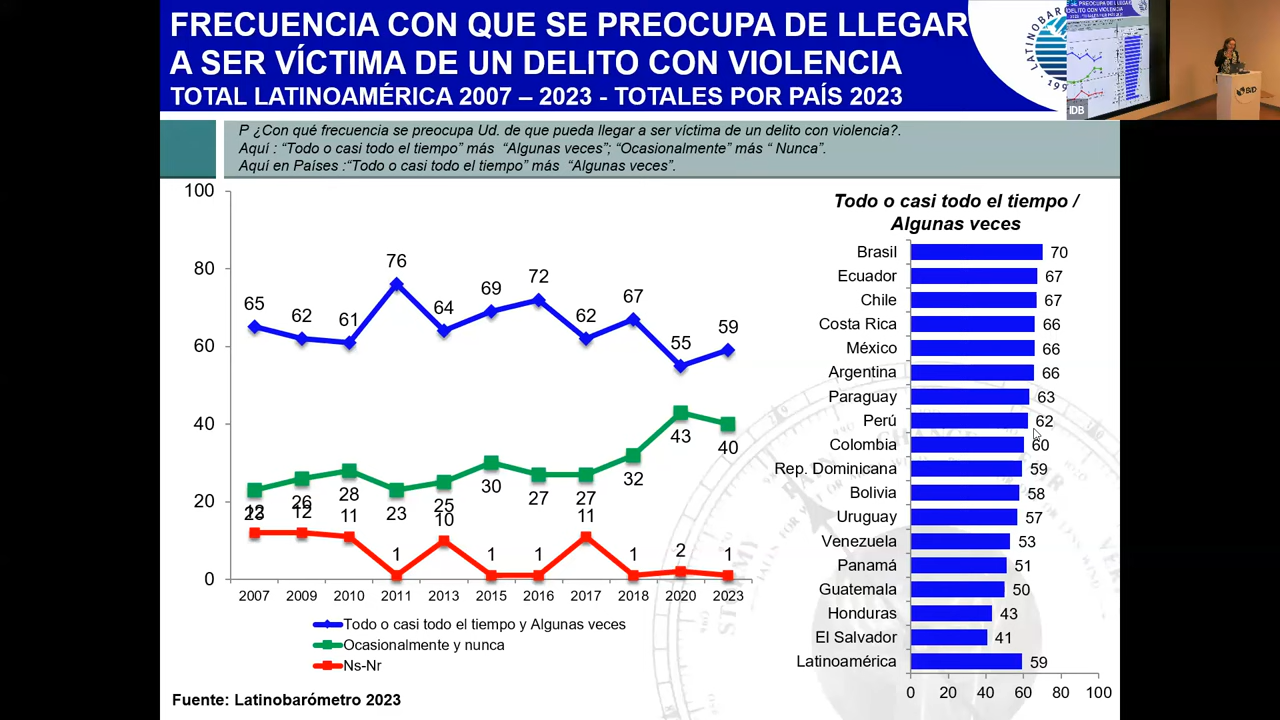 FRECUENCIA CON QUE SE PREOCUPA DE LLEGAR
A SER VÍCTIMA DE UN DELITO CON VIOLENCIA
TOTAL LATINOAMÉRICA 2007 – 2023 - TOTALES POR PAÍS 2023
LATINOBARÓ
· 199
IDB
BID
P ¿Con qué frecuencia se preocupa Ud. de que pueda llegar a ser víctima de un delito con violencia?.
Aquí : “Todo o casi todo el tiempo” más “Algunas veces”; “Ocasionalmente” más “ Nunca”.
Aquí en Países :“Todo o casi todo el tiempo” más “Algunas veces”.
100
80
60
40
20
0
65 62 61 76 64 69 72 62 67 55 59
23 26 28 23 25 30 27 27 32 43 40
12 12 11 1 10 1 1 11 1 2 1
2007 2009 2010 2011 2013 2015 2016 2017 2018 2020 2023
Todo o casi todo el tiempo y Algunas veces
Ocasionalmente y nunca
Ns-Nr
Fuente: Latinobarómetro 2023
Todo o casi todo el tiempo /
Algunas veces
Brasil 70
Ecuador 67
Chile 67
Costa Rica 66
México 66
Argentina 66
Paraguay 63
Perú 62
Colombia 60
Rep. Dominicana 59
Bolivia 58
Uruguay 57
Venezuela 53
Panamá 51
Guatemala 50
Honduras 43
El Salvador 41
Latinoamérica 59
0 20 40 60 80 100